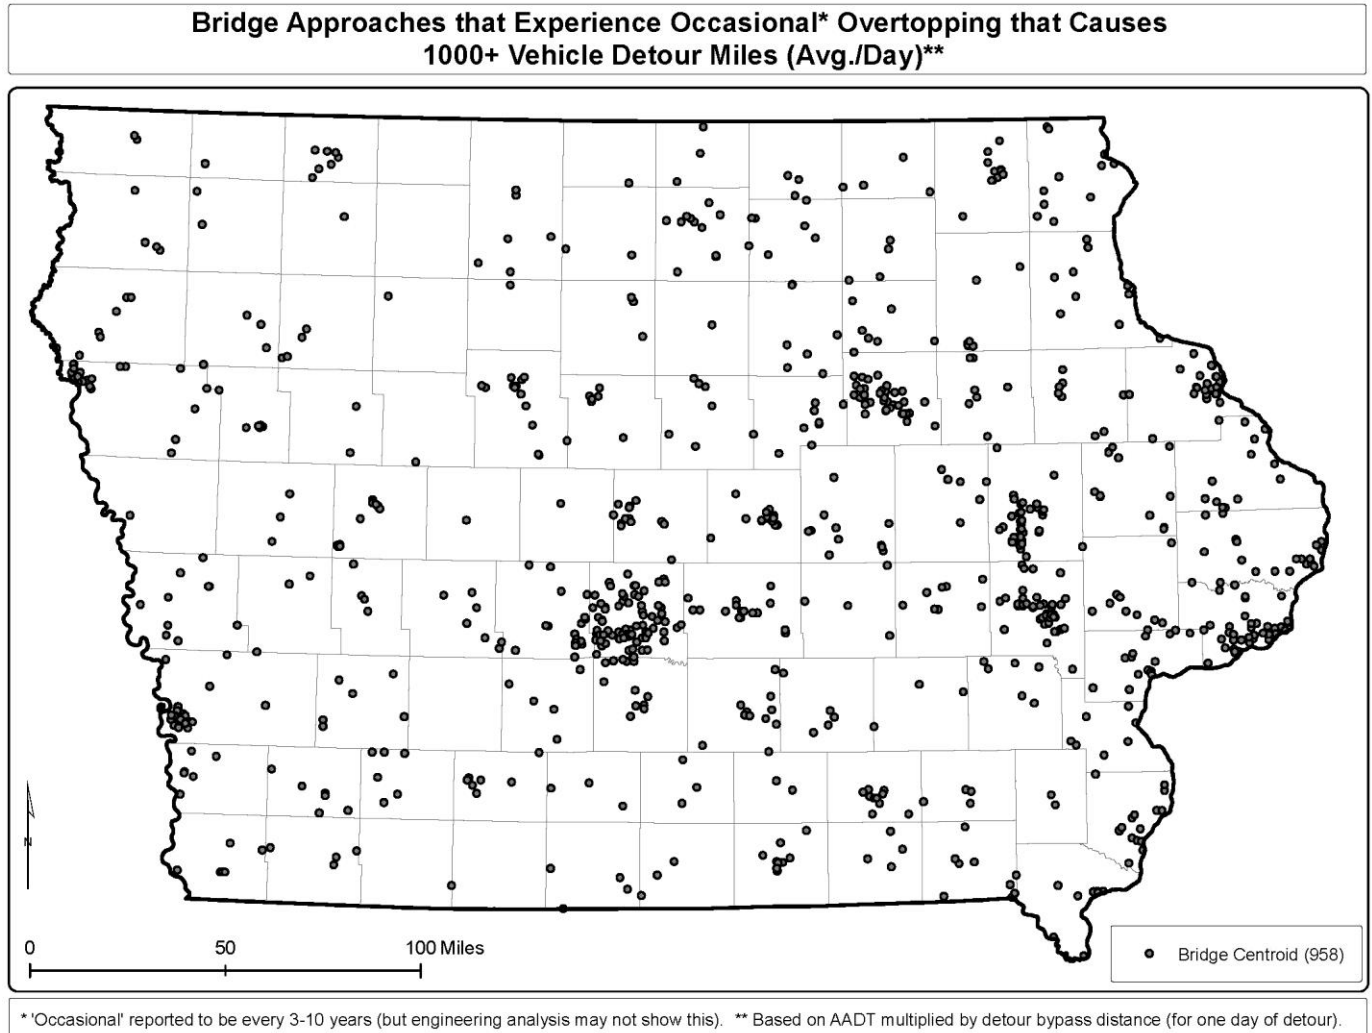 Bridge Approaches that Experience Occasional* Overtopping that Causes
1000+ Vehicle Detour Miles (Avg./Day)**
N
0 50 100 Miles
Bridge Centroid (958)
* 'Occasional' reported to be every 3-10 years (but engineering analysis may not show this). ** Based on AADT multiplied by detour bypass distance (for one day of detour).